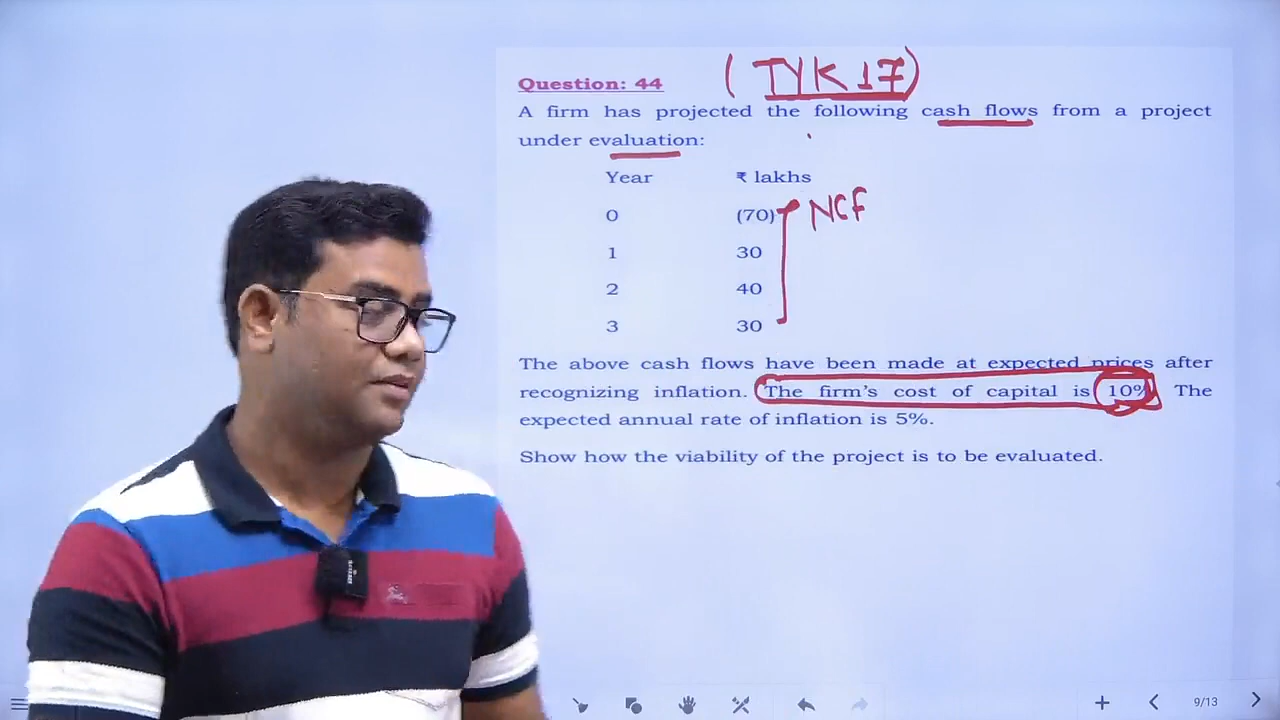 (TYK 17)
Question: 44
A firm has projected the following cash flows from a project
under evaluation:
Year ₹ lakhs
0 (70) NCF
1 30
2 40
3 30
The above cash flows have been made at expected prices after
recognizing inflation. The firm's cost of capital is 10% The
expected annual rate of inflation is 5%.
Show how the viability of the project is to be evaluated.
9/13